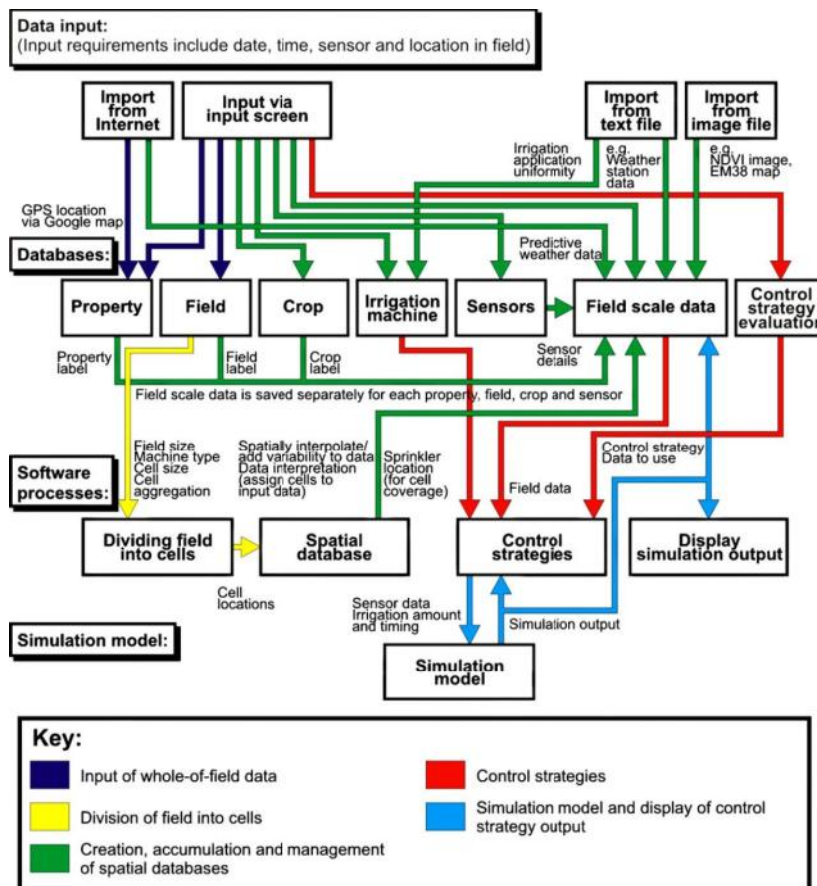 Data input:
(Input requirements include date, time, sensor and location in field)
Import
from
Internet
Input via
input screen
Import from
text file
Import from
image file
Irrigation
application
uniformity
e.g.
Weather
station
data
e.g.
NDVI image,
EM38 map
GPS location
via Google map
Predictive
weather data
Databases:
Property
Field
Crop
Irrigation
machine
Sensors
Field scale data
Control
strategy
evaluation
Property
label
Field
label
Crop
label
Sensor
details
Field scale data is saved separately for each property, field, crop and sensor
Field size
Machine type
Cell size
Cell
aggregation
Spatially interpolate/
add variability to data
Data interpretation
(assign cells to
input data)
Sprinkler
location
(for cell
coverage)
Field data
Control strategy
Data to use
Software
processes:
Dividing field
into cells
Spatial
database
Control
strategies
Display
simulation output
Cell
locations
Sensor data
Irrigation amount
and timing
Simulation output
Simulation model:
Simulation
model
Key:
Input of whole-of-field data
Division of field into cells
Creation, accumulation and management
of spatial databases
Control strategies
Simulation model and display of control
strategy output